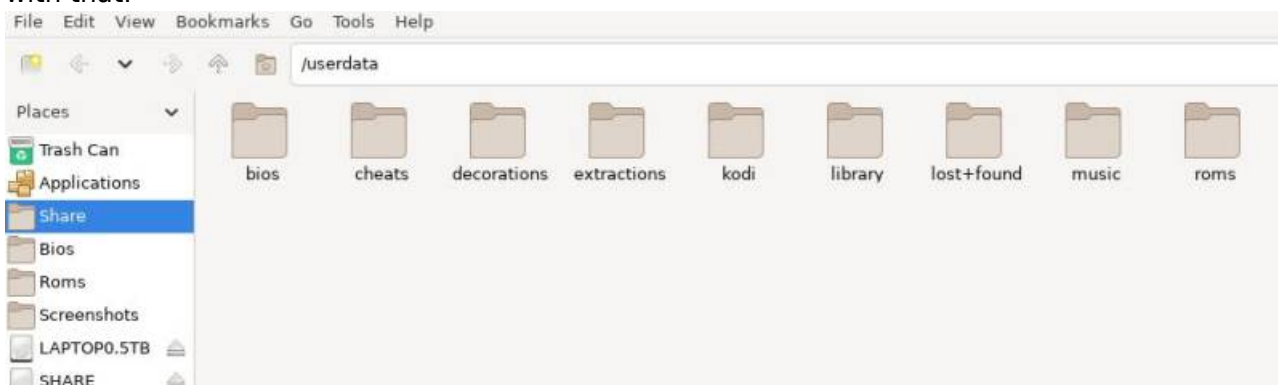 File Edit View Bookmarks Go Tools Help
/userdata
Places
Trash Can
Applications
Share
Bios
Roms
Screenshots
LAPTOP0.5TB
SHARE
bios cheats decorations extractions kodi library lost+found music roms